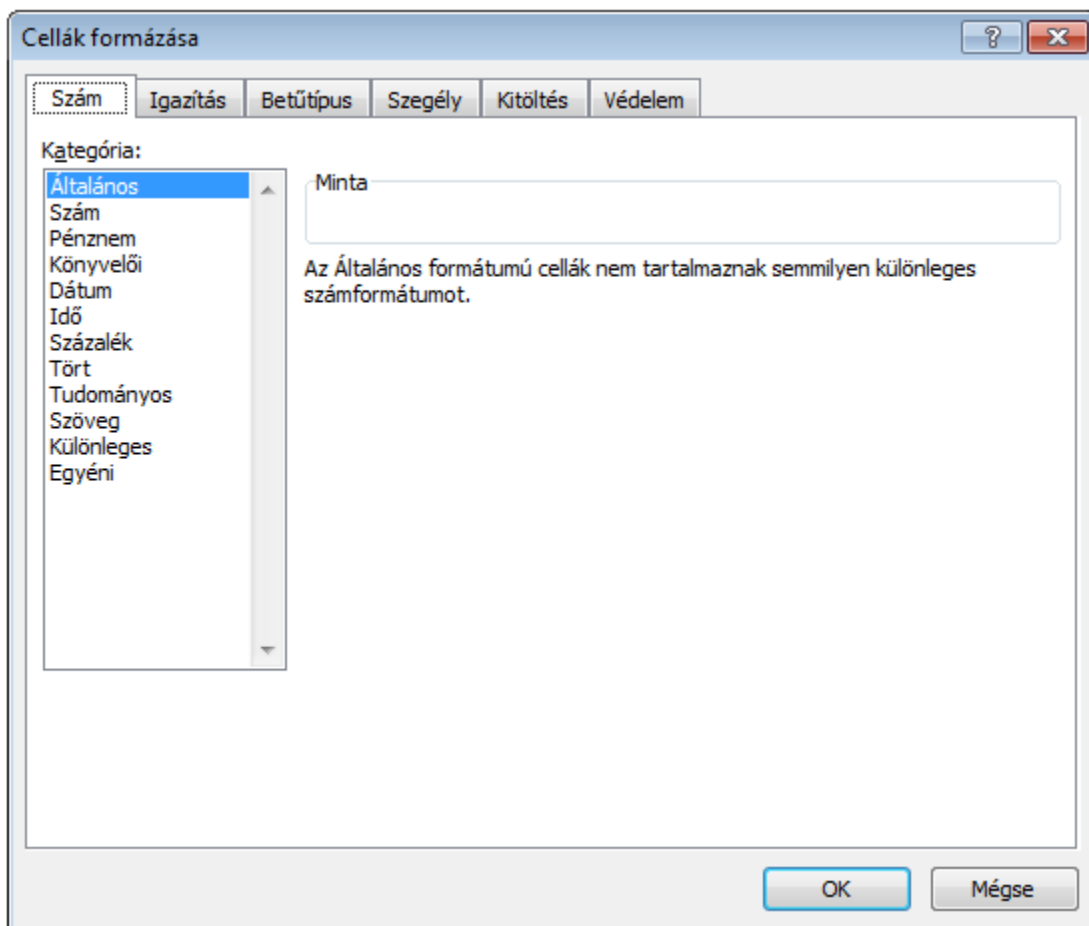 Cellák formázása
Szám Igazítás Betűtípus Szegély Kitöltés Védelem
Kategória:
Általános
Szám
Pénznem
Könyvelői
Dátum
Idő
Százalék
Tört
Tudományos
Szöveg
Különleges
Egyéni
Minta
Az Általános formátumú cellák nem tartalmaznak semmilyen különleges
számformátumot.
OK Mégse